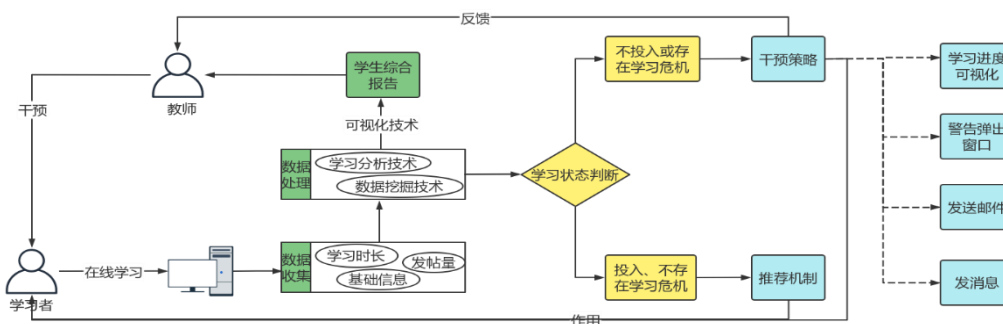 反馈
教师
干预
学习者
在线学习
学生综合
报告
可视化技术
数据
处理
学习分析技术
数据挖掘技术
数据
收集
学习时长
发帖量
基础信息
学习状态判断
不投入或存
在学习危机
干预策略
投入、不存
在学习危机
推荐机制
作用
学习进度
可视化
警告弹出
窗口
发送邮件
发消息